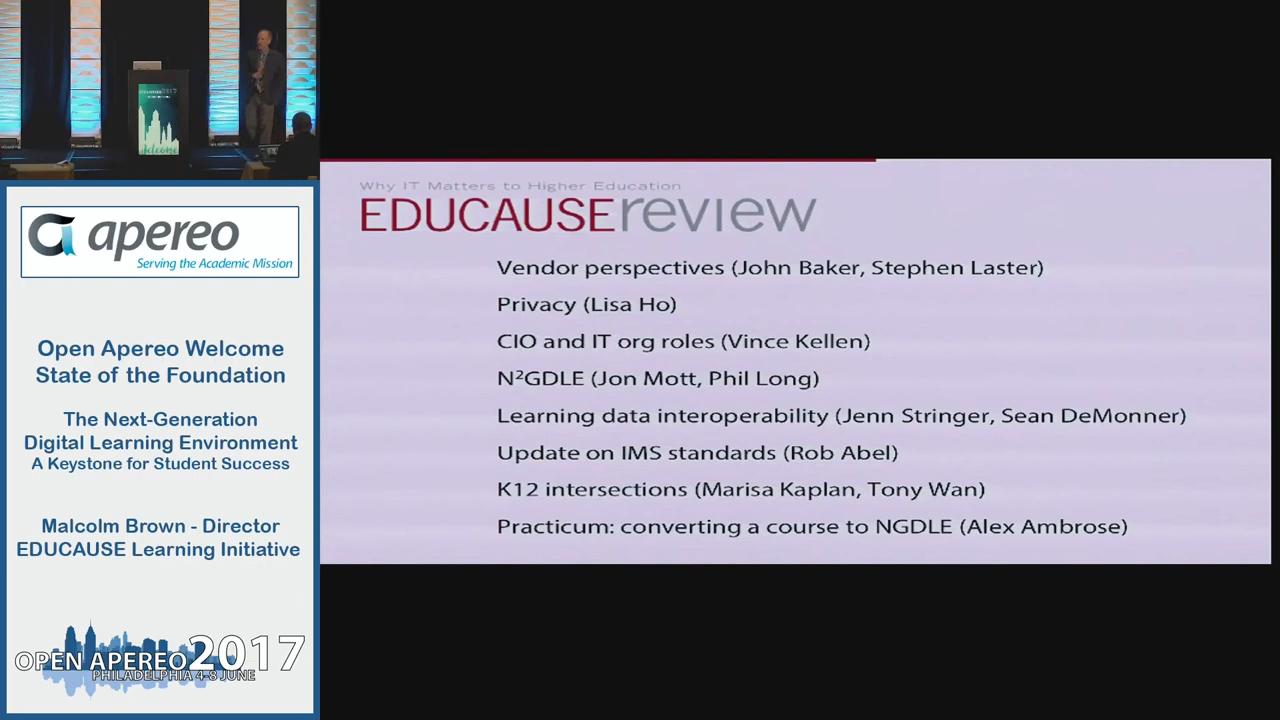 Welcome
apereo
Serving the Academic Mission
Open Apereo Welcome
State of the Foundation
The Next-Generation
Digital Learning Environment
A Keystone for Student Success
Malcolm Brown - Director
EDUCAUSE Learning Initiative
OPEN APEREO 2017
PHILADELPHIA 4-8 JUNE
Why IT Matters to Higher Education
EDUCAUSEreview
Vendor perspectives (John Baker, Stephen Laster)
Privacy (Lisa Ho)
CIO and IT org roles (Vince Kellen)
N²GDLE (Jon Mott, Phil Long)
Learning data interoperability (Jenn Stringer, Sean DeMonner)
Update on IMS standards (Rob Abel)
K12 intersections (Marisa Kaplan, Tony Wan)
Practicum: converting a course to NGDLE (Alex Ambrose)